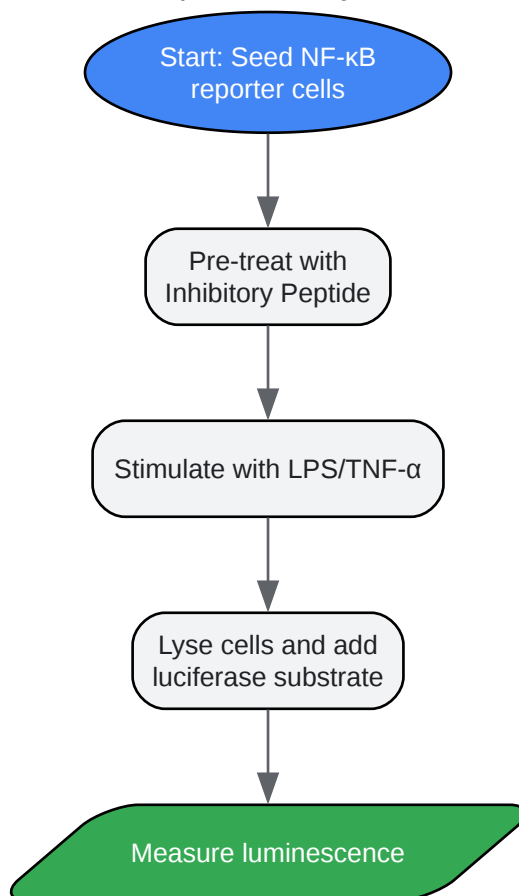 Start: Seed NF-κB
reporter cells
Pre-treat with
Inhibitory Peptide
Stimulate with LPS/TNF-α
Lyse cells and add
luciferase substrate
Measure luminescence